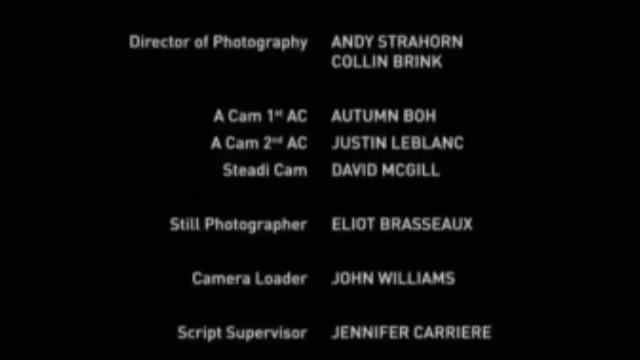 Director of Photography ANDY STRAHORN
COLLIN BRINK
A Cam 1st AC AUTUMN BOH
A Cam 2nd AC JUSTIN LEBLANC
Steadi Cam DAVID MCGILL
Still Photographer ELIOT BRASSEAUX
Camera Loader JOHN WILLIAMS
Script Supervisor JENNIFER CARRIERE